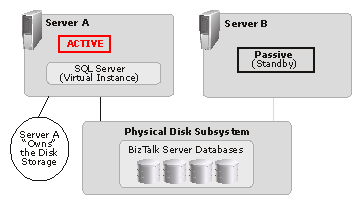 Server A
ACTIVE
SQL Server
(Virtual Instance)
Server B
Passive
(Standby)
Server A
"Owns"
the Disk
Storage
Physical Disk Subsystem
BizTalk Server Databases